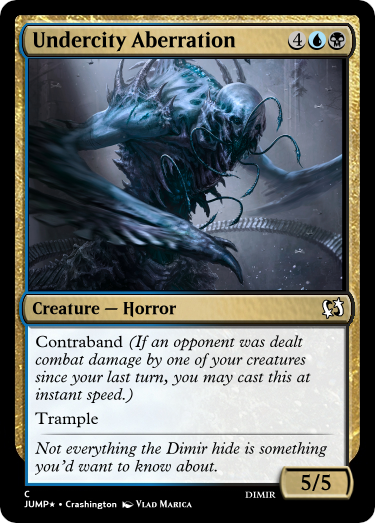 Undercity Aberration 4
Creature — Horror
Contraband (If an opponent was dealt
combat damage by one of your creatures
since your last turn, you may cast this at
instant speed.)
Trample
Not everything the Dimir hide is something
you'd want to know about.
5/5
C DIMIR
JUMP★ • Crashington Vlad Marica